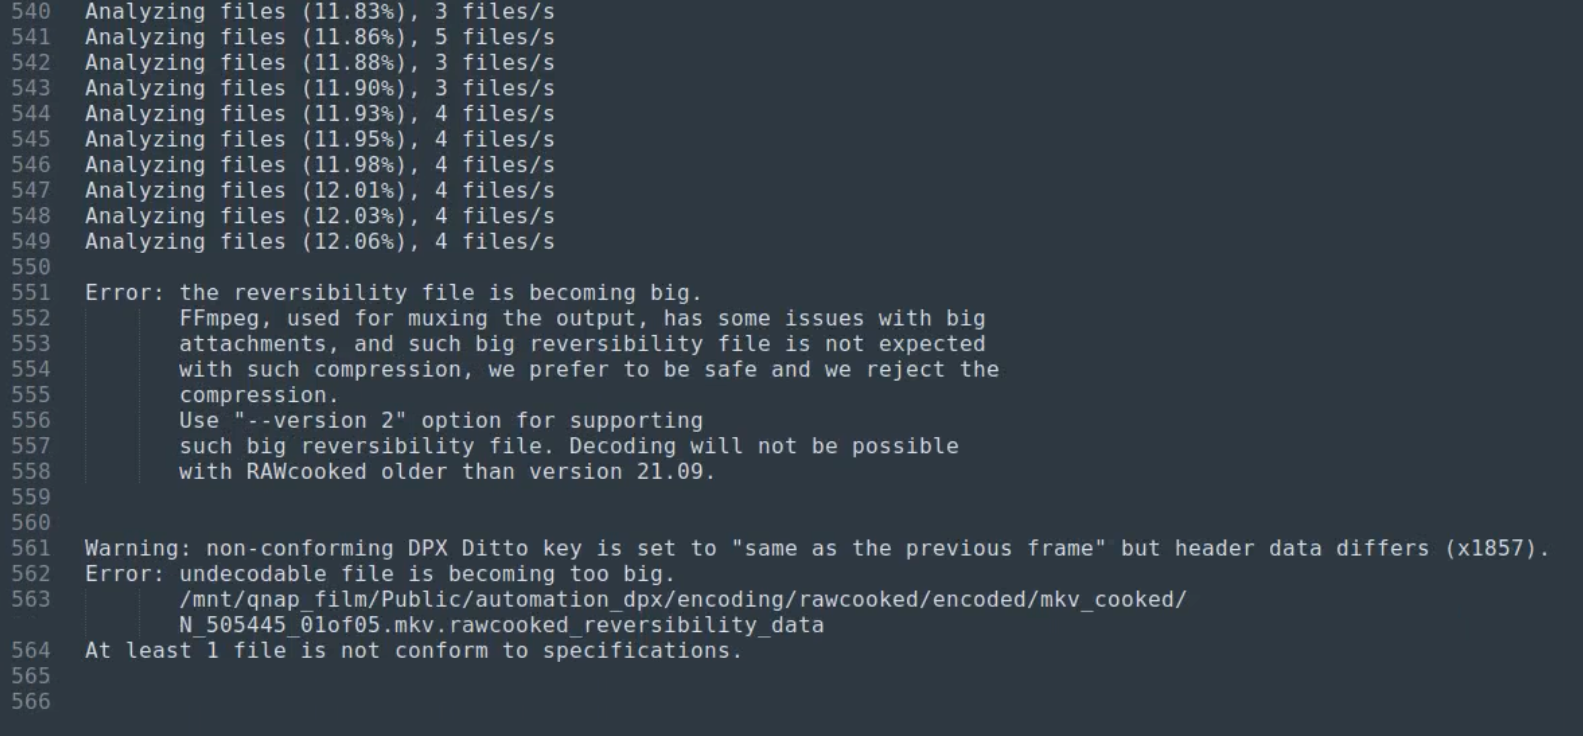 540 Analyzing files (11.83%), 3 files/s
541 Analyzing files (11.86%), 5 files/s
542 Analyzing files (11.88%), 3 files/s
543 Analyzing files (11.90%), 3 files/s
544 Analyzing files (11.93%), 4 files/s
545 Analyzing files (11.95%), 4 files/s
546 Analyzing files (11.98%), 4 files/s
547 Analyzing files (12.01%), 4 files/s
548 Analyzing files (12.03%), 4 files/s
549 Analyzing files (12.06%), 4 files/s
550
551 Error: the reversibility file is becoming big.
552 FFmpeg, used for muxing the output, has some issues with big
553 attachments, and such big reversibility file is not expected
554 with such compression, we prefer to be safe and we reject the
555 compression.
556 Use "--version 2" option for supporting
557 such big reversibility file. Decoding will not be possible
558 with RAWcooked older than version 21.09.
559
560
561 Warning: non-conforming DPX Ditto key is set to "same as the previous frame" but header data differs (x1857).
562 Error: undecodable file is becoming too big.
563 /mnt/qnap_film/Public/automation_dpx/encoding/rawcooked/encoded/mkv_cooked/
N_505445_01of05.mkv.rawcooked_reversibility_data
564 At least 1 file is not conform to specifications.
565
566